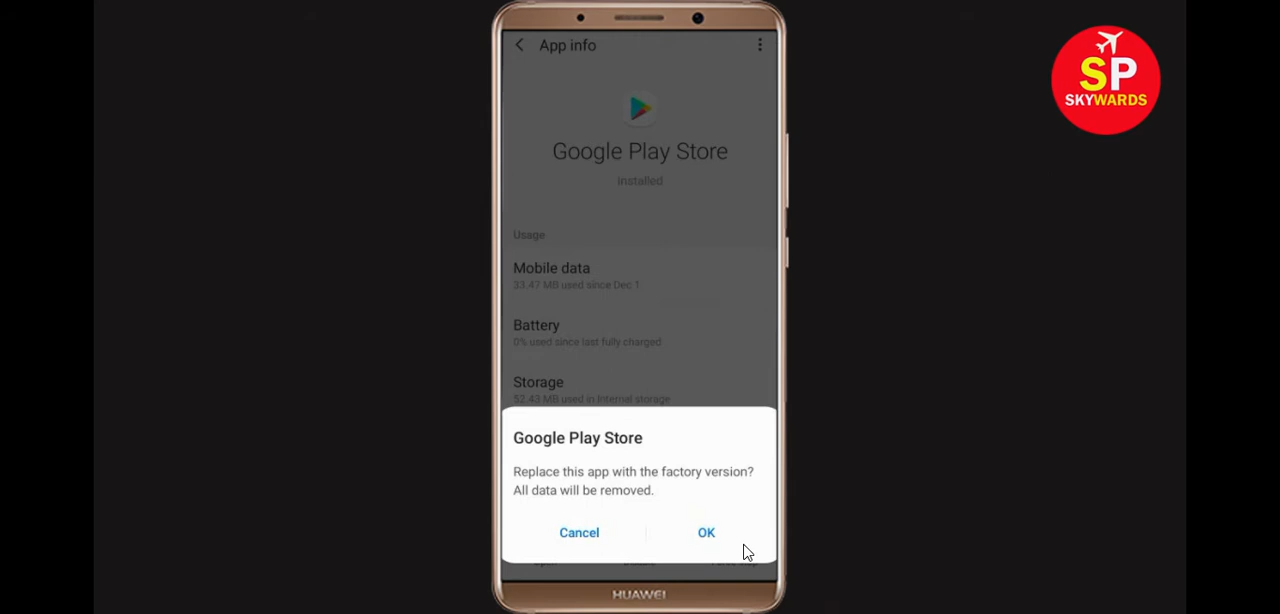 App info
SP
SKYWARDS
Google Play Store
Installed
Usage
Mobile data
33.47 MB used since Dec 1
Battery
0% used since last fully charged
Storage
52.43 MB used in Internal storage
Google Play Store
Replace this app with the factory version?
All data will be removed.
Cancel OK
HUAWEI